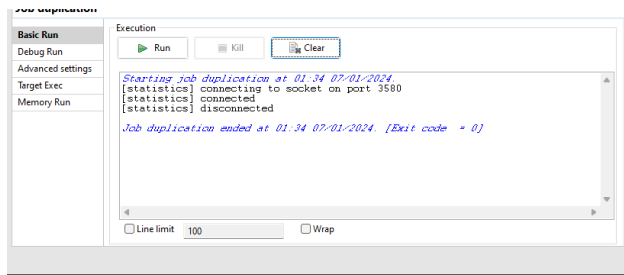 Job duplication
Basic Run
Debug Run
Advanced settings
Target Exec
Memory Run
Execution
Run Kill Clear
Starting job duplication at 01:34 07/01/2024.
[statistics] connecting to socket on port 3580
[statistics] connected
[statistics] disconnected
Job duplication ended at 01:34 07/01/2024. [Exit code  = 0]
Line limit 100 Wrap